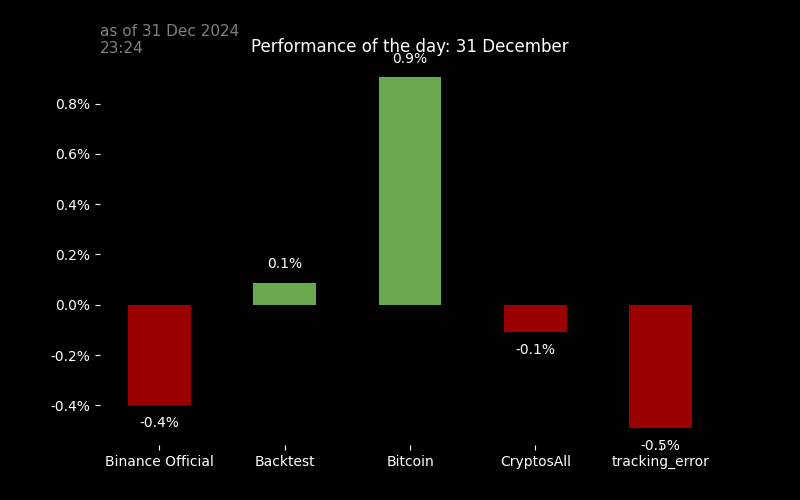 as of 31 Dec 2024
23:24
Performance of the day: 31 December
0.9%
0.8%
0.6%
0.4%
0.2%
0.1%
0.0%
-0.1%
-0.2%
-0.4%
-0.4%
-0.5%
Binance Official
Backtest
Bitcoin
CryptosAll
tracking_error